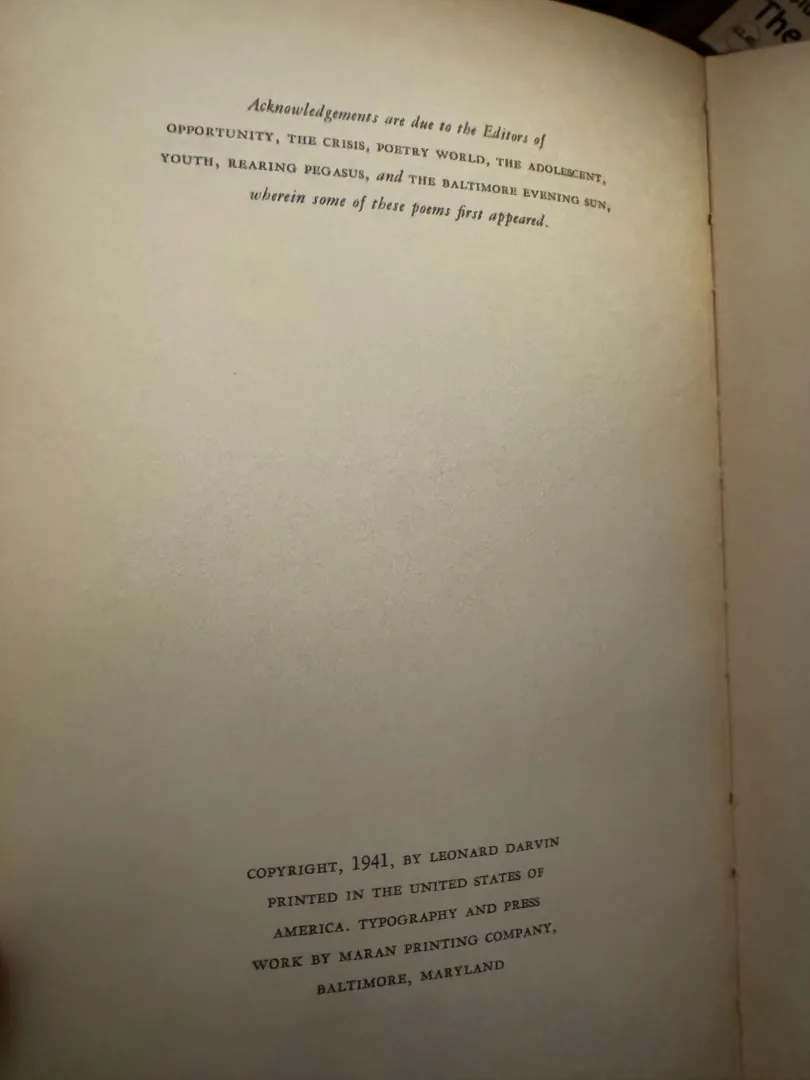 The
Acknowledgements are due to the Editors of
OPPORTUNITY, THE CRISIS, POETRY WORLD, THE ADOLESCENT,
YOUTH, REARING PEGASUS, and THE BALTIMORE EVENING SUN,
wherein some of these poems first appeared.
COPYRIGHT, 1941, BY LEONARD DARVIN
PRINTED IN THE UNITED STATES OF
AMERICA. TYPOGRAPHY AND PRESS
WORK BY MARAN PRINTING COMPANY,
BALTIMORE, MARYLAND